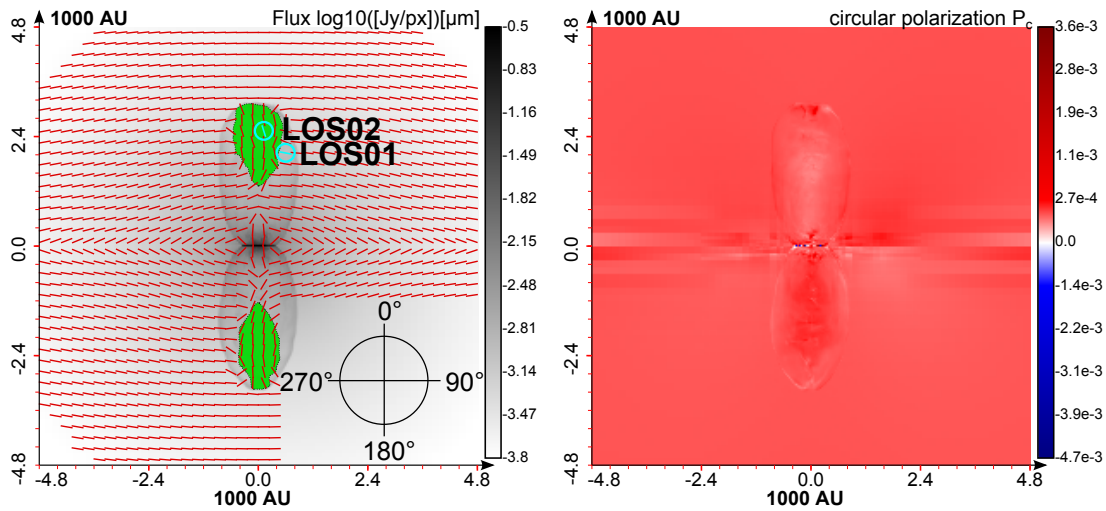 1000 AU
Flux log10([Jy/px])[μm]
4.8
2.4
0.0
-2.4
-4.8
-4.8
-2.4
0.0
2.4
4.8
1000 AU
LOS02
LOS01
0°
270°
90°
180°
-0.5
-0.83
-1.16
-1.49
-1.82
-2.15
-2.48
-2.81
-3.14
-3.47
-3.8
1000 AU
circular polarization P_c
4.8
2.4
0.0
-2.4
-4.8
-4.8
-2.4
0.0
2.4
4.8
1000 AU
3.6e-3
2.8e-3
1.9e-3
1.1e-3
2.7e-4
0.0
-1.4e-3
-2.2e-3
-3.1e-3
-3.9e-3
-4.7e-3